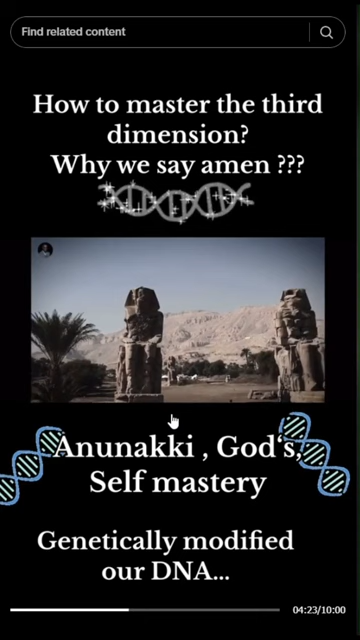 Find related content
How to master the third
dimension?
Why we say amen ???
Anunakki , God's,
Self mastery
Genetically modified
our DNA...
04:23/10:00